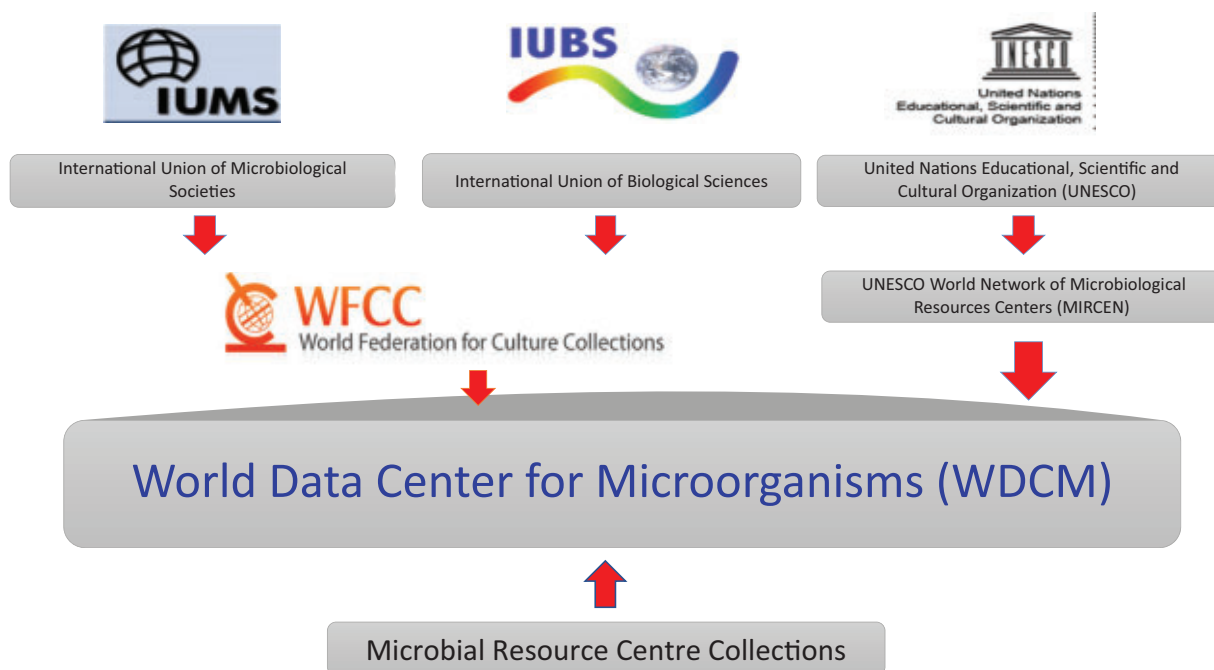 IUMS
IUBS
UNESCO
United Nations
Educational, Scientific and
Cultural Organization
International Union of Microbiological
Societies
International Union of Biological Sciences
United Nations Educational, Scientific and
Cultural Organization (UNESCO)
WFCC
World Federation for Culture Collections
UNESCO World Network of Microbiological
Resources Centers (MIRCEN)
World Data Center for Microorganisms (WDCM)
Microbial Resource Centre Collections